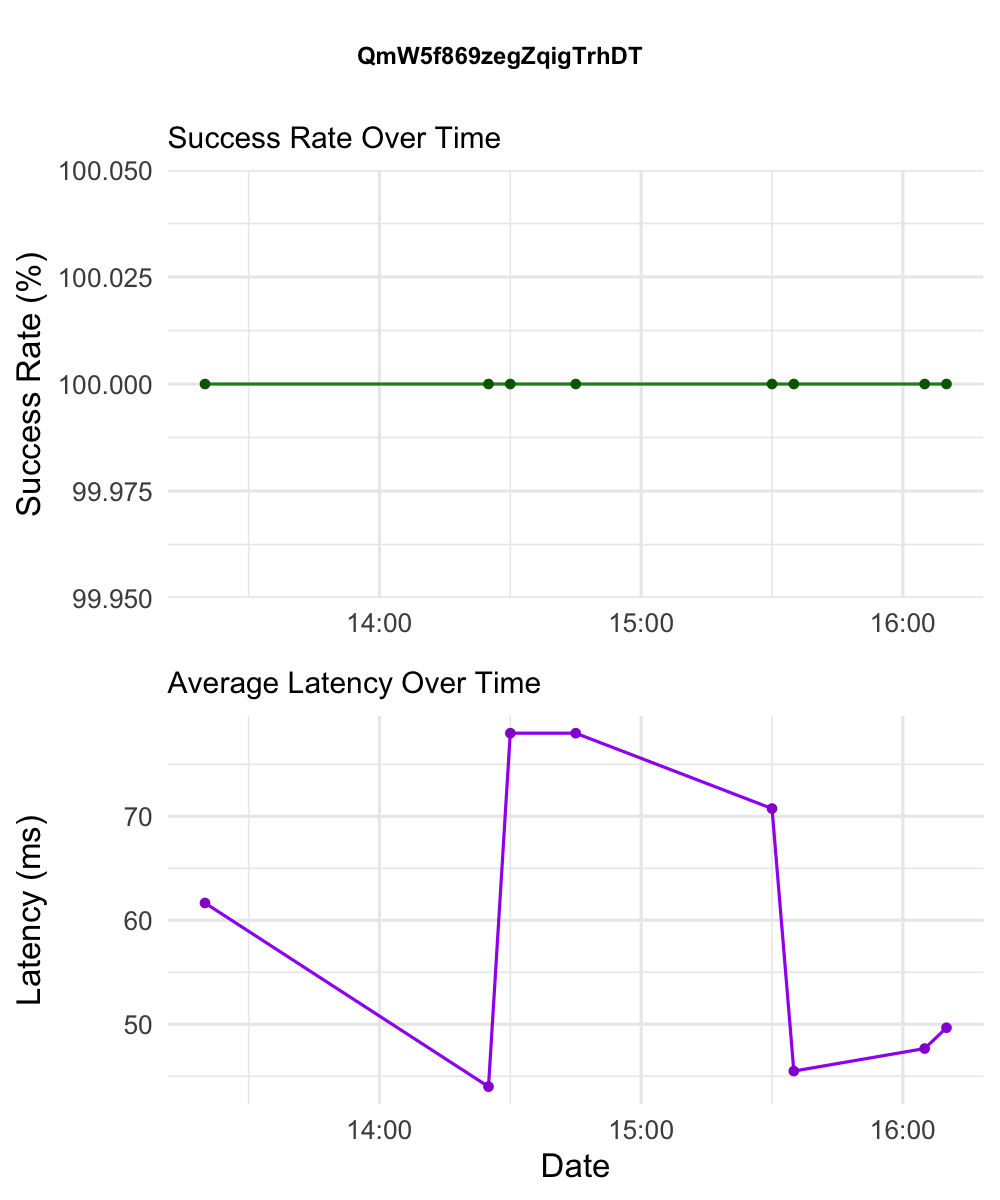 QmW5f869zegZqigTrhDT
Success Rate Over Time
Success Rate (%)
100.050
100.025
100.000
99.975
99.950
14:00 15:00 16:00
Average Latency Over Time
Latency (ms)
70
60
50
14:00 15:00 16:00
Date